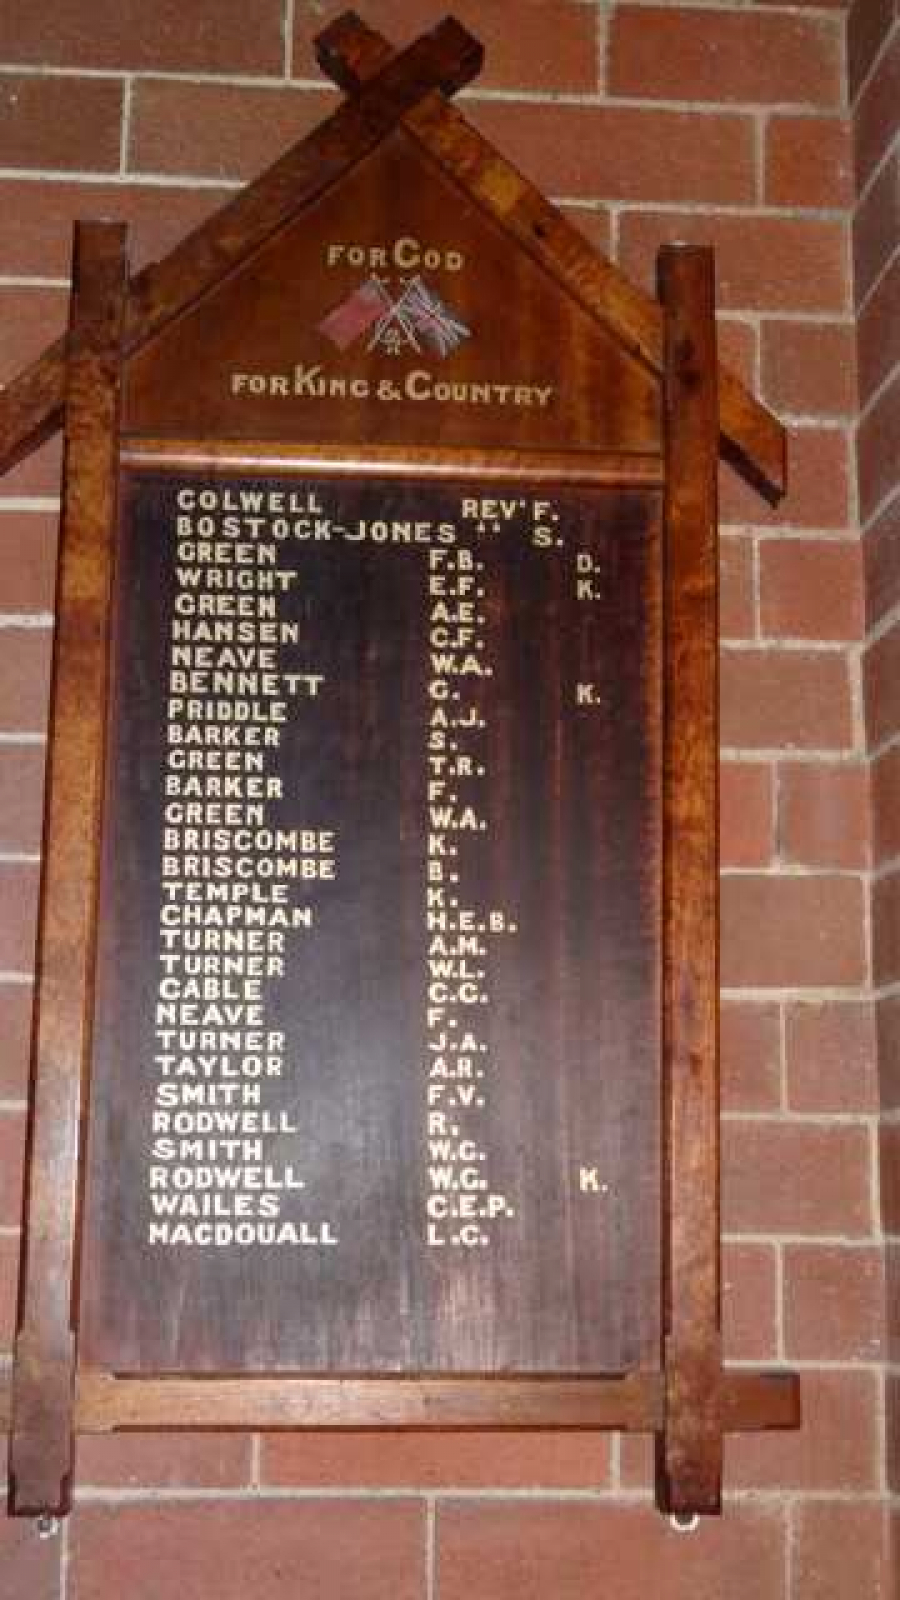 FOR GOD
FOR KING & COUNTRY
COLWELL REV' F.
BOSTOCK-JONES " S.
GREEN F.B. D.
WRIGHT E.F. K.
GREEN A.E.
HANSEN C.F.
NEAVE W.A.
BENNETT G. K.
PRIDDLE A.J.
BARKER S.
GREEN T.R.
BARKER F.
GREEN W.A.
BRISCOMBE K.
BRISCOMBE B.
TEMPLE K.
CHAPMAN H.E.B.
TURNER A.M.
TURNER W.L.
CABLE C.C.
NEAVE F.
TURNER J.A.
TAYLOR A.R.
SMITH F.V.
RODWELL R.
SMITH W.G.
RODWELL W.G. K.
WAILES C.E.P.
MACDOUALL L.C.